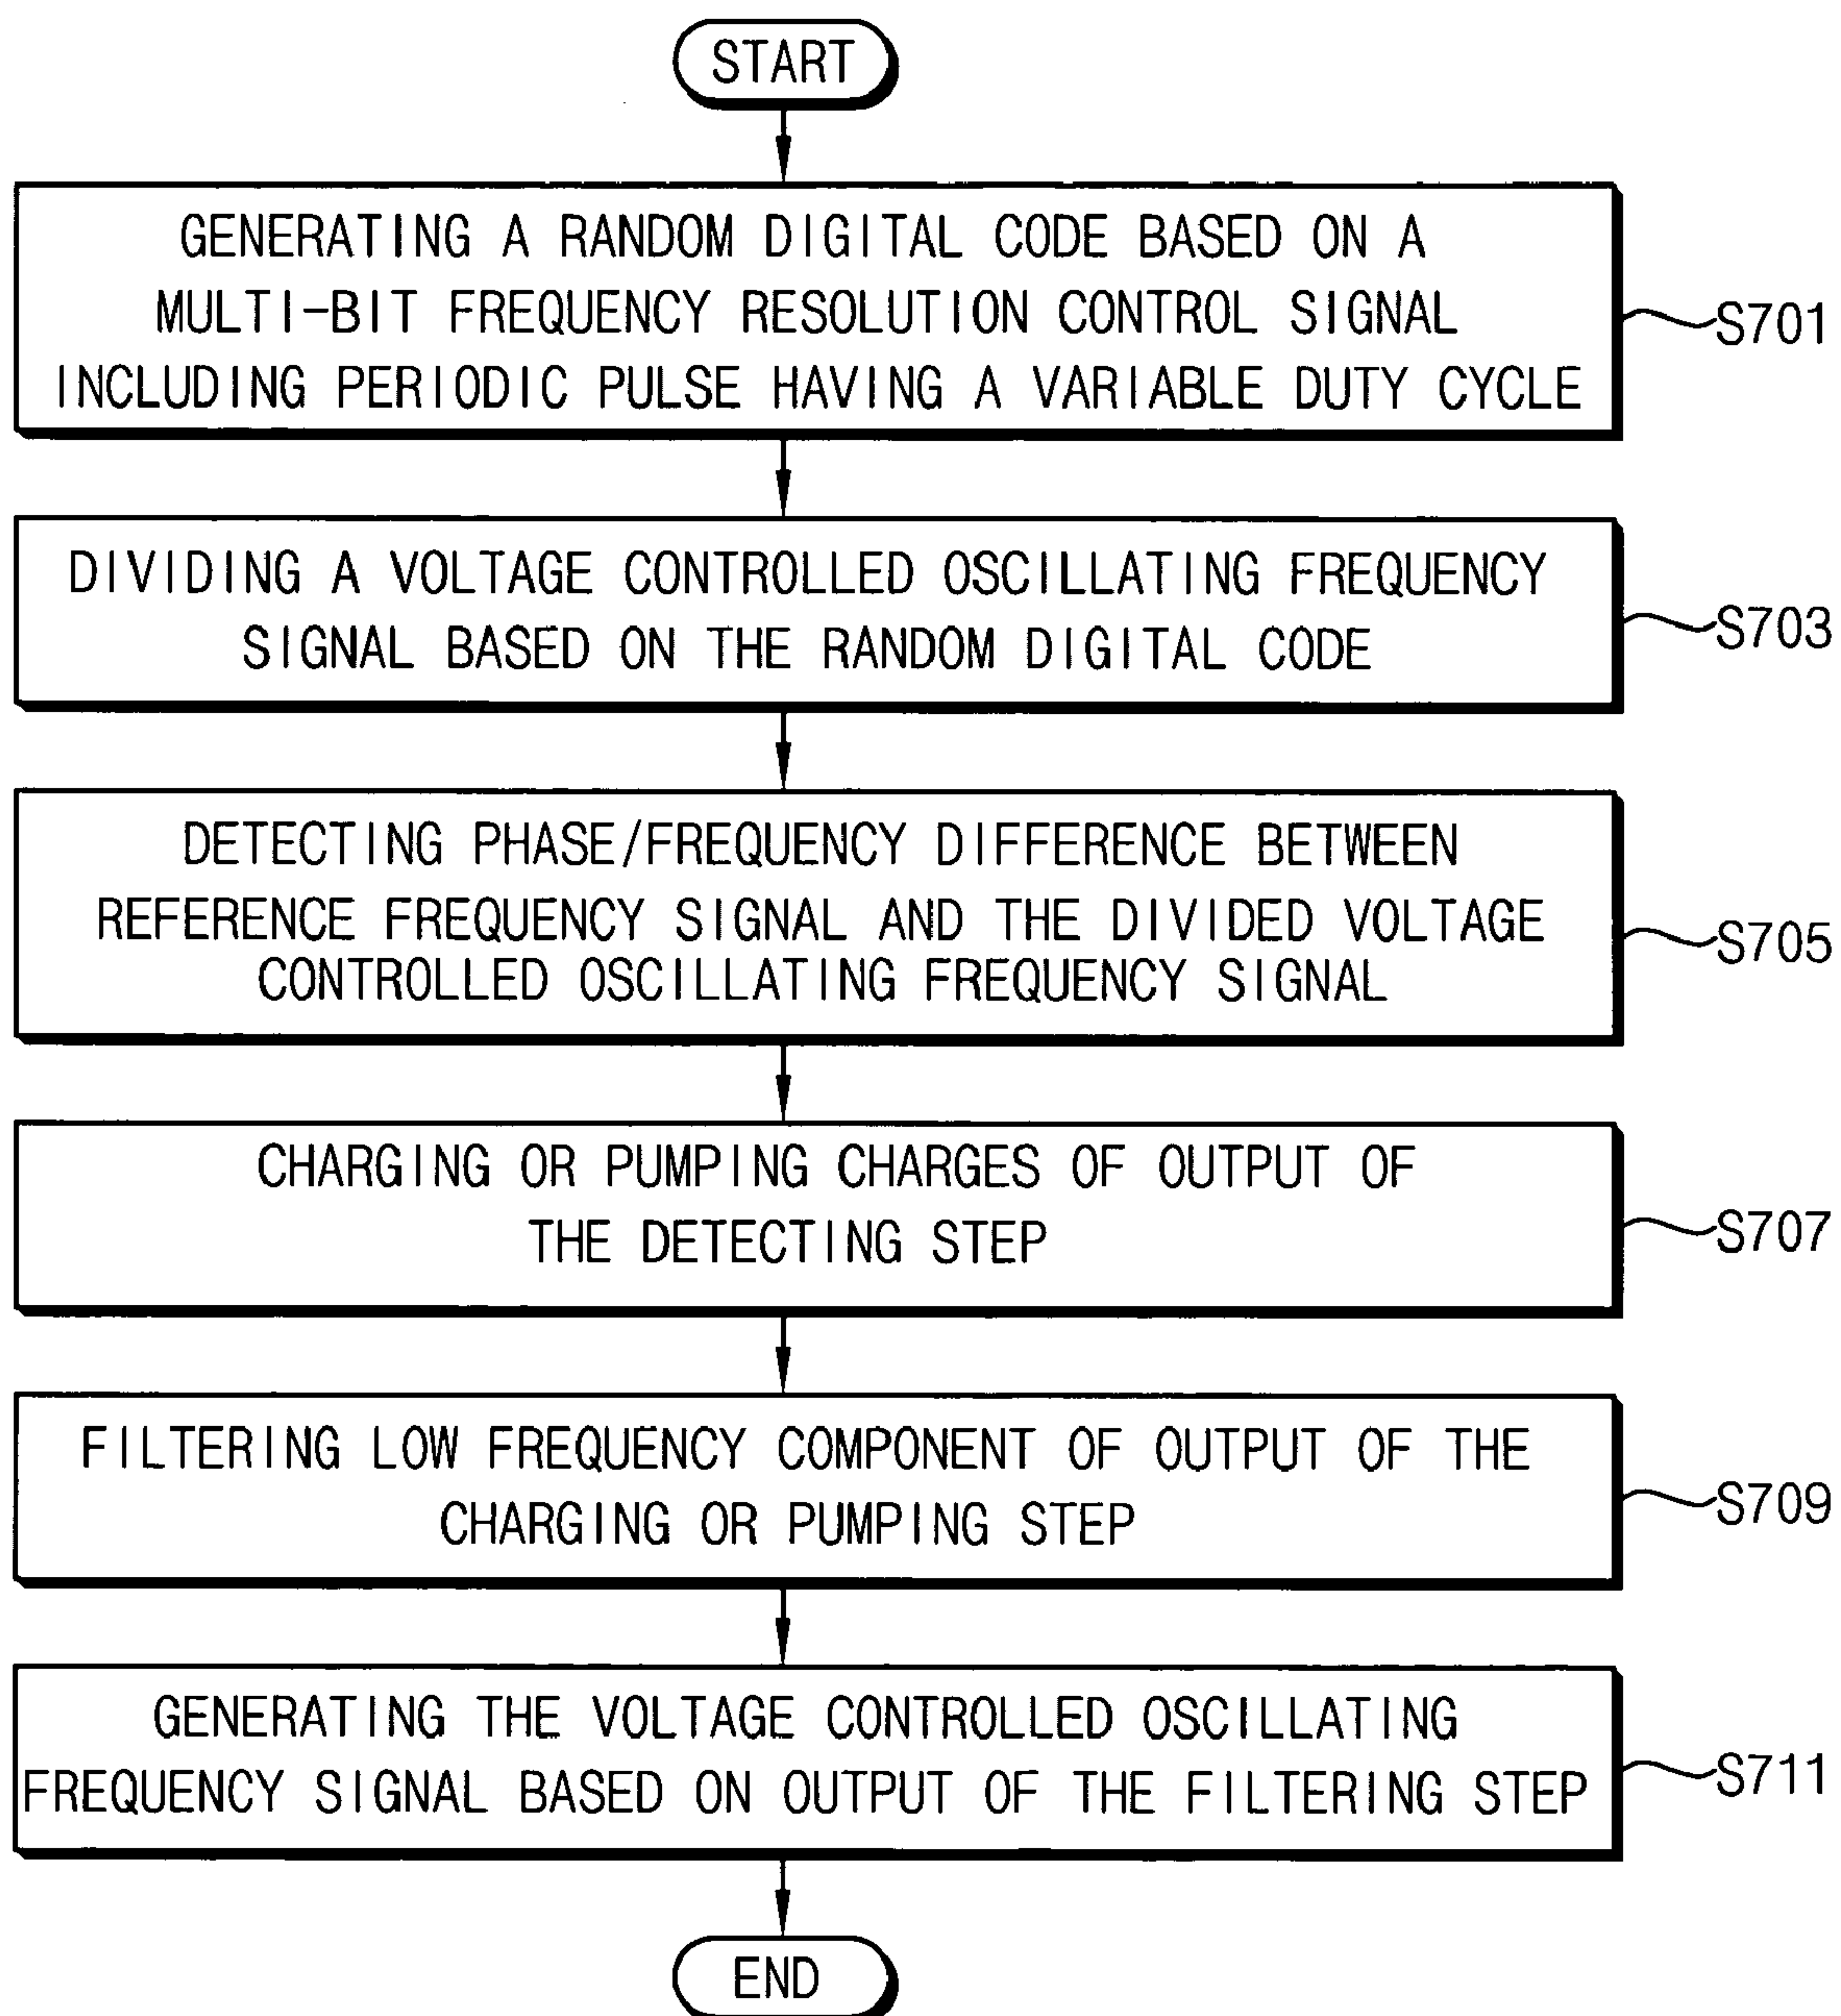 START
GENERATING A RANDOM DIGITAL CODE BASED ON A
MULTI-BIT FREQUENCY RESOLUTION CONTROL SIGNAL
INCLUDING PERIODIC PULSE HAVING A VARIABLE DUTY CYCLE
S701
DIVIDING A VOLTAGE CONTROLLED OSCILLATING FREQUENCY
SIGNAL BASED ON THE RANDOM DIGITAL CODE
S703
DETECTING PHASE/FREQUENCY DIFFERENCE BETWEEN
REFERENCE FREQUENCY SIGNAL AND THE DIVIDED VOLTAGE
CONTROLLED OSCILLATING FREQUENCY SIGNAL
S705
CHARGING OR PUMPING CHARGES OF OUTPUT OF
THE DETECTING STEP
S707
FILTERING LOW FREQUENCY COMPONENT OF OUTPUT OF THE
CHARGING OR PUMPING STEP
S709
GENERATING THE VOLTAGE CONTROLLED OSCILLATING
FREQUENCY SIGNAL BASED ON OUTPUT OF THE FILTERING STEP
S711
END